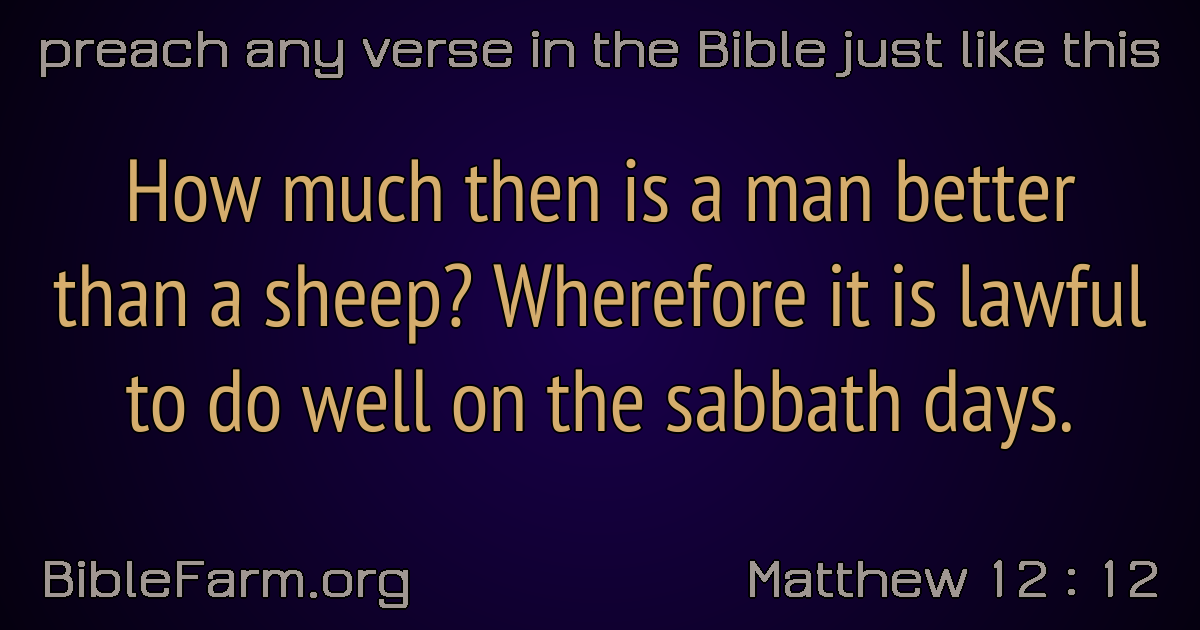 preach any verse in the Bible just like this
How much then is a man better
than a sheep? Wherefore it is lawful
to do well on the sabbath days.
BibleFarm.org
Matthew 12 : 12